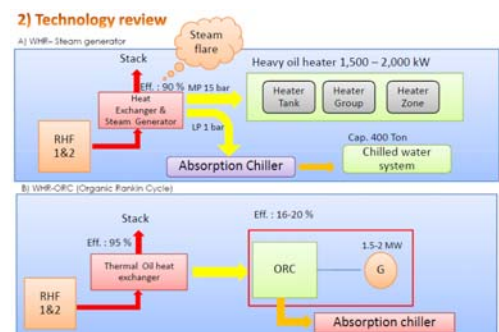 2) Technology review
A) WHR– Steam generator
Steam
flare
Stack
Eff. : 90 %
MP 15 bar
Heavy oil heater 1,500 – 2,000 kW
Heater
Tank
Heater
Group
Heater
Zone
Heat
Exchanger &
Steam Generator
LP 1 bar
RHF
1&2
Cap. 400 Ton
Absorption Chiller
Chilled water
system
B) WHR-ORC (Organic Rankin Cycle)
Stack
Eff. : 16-20 %
Eff. : 95 %
1.5-2 MW
Thermal Oil heat
exchanger
ORC
G
RHF
1&2
Absorption chiller